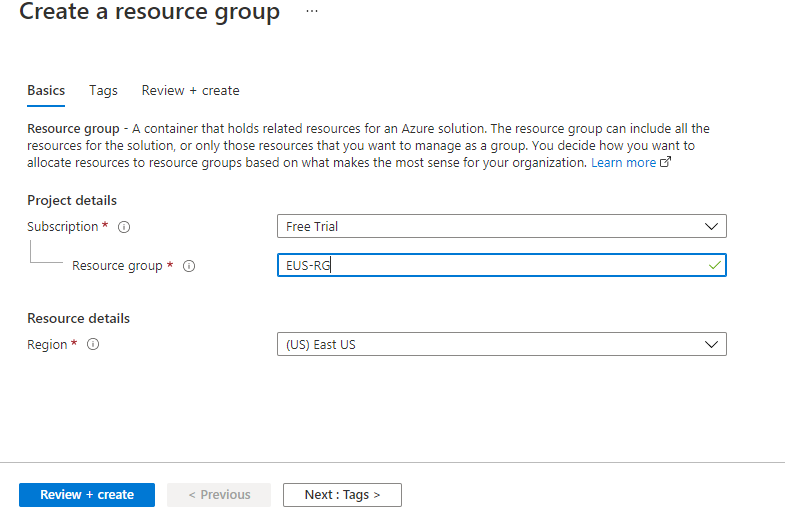 Create a resource group ...
Basics Tags Review + create
Resource group - A container that holds related resources for an Azure solution. The resource group can include all the
resources for the solution, or only those resources that you want to manage as a group. You decide how you want to
allocate resources to resource groups based on what makes the most sense for your organization. Learn more
Project details
Subscription * Free Trial
Resource group * EUS-RG
Resource details
Region * (US) East US
Review + create < Previous Next : Tags >